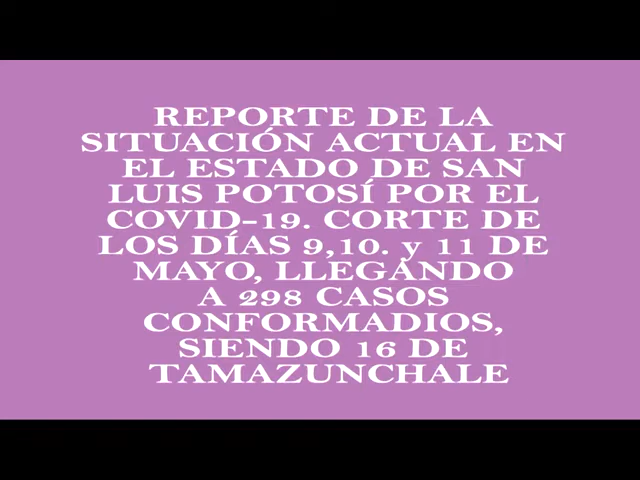 REPORTE DE LA
SITUACIÓN ACTUAL EN
EL ESTADO DE SAN
LUIS POTOSÍ POR EL
COVID-19. CORTE DE
LOS DÍAS 9,10. y 11 DE
MAYO, LLEGANDO
A 298 CASOS
CONFORMADIOS,
SIENDO 16 DE
TAMAZUNCHALE